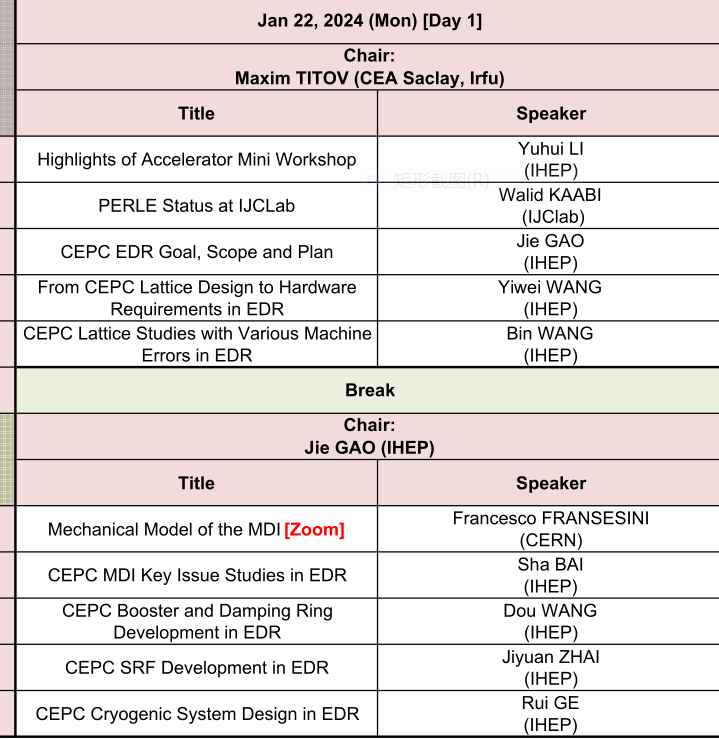 Jan 22, 2024 (Mon) [Day 1]
Chair:
Maxim TITOV (CEA Saclay, Irfu)
Title
Speaker
Highlights of Accelerator Mini Workshop
Yuhui LI
(IHEP)
矩形截图(R)
PERLE Status at IJCLab
Walid KAABI
(IJClab)
CEPC EDR Goal, Scope and Plan
Jie GAO
(IHEP)
From CEPC Lattice Design to Hardware
Requirements in EDR
Yiwei WANG
(IHEP)
CEPC Lattice Studies with Various Machine
Errors in EDR
Bin WANG
(IHEP)
Break
Chair:
Jie GAO (IHEP)
Title
Speaker
Mechanical Model of the MDI [Zoom]
Francesco FRANSESINI
(CERN)
CEPC MDI Key Issue Studies in EDR
Sha BAI
(IHEP)
CEPC Booster and Damping Ring
Development in EDR
Dou WANG
(IHEP)
CEPC SRF Development in EDR
Jiyuan ZHAI
(IHEP)
CEPC Cryogenic System Design in EDR
Rui GE
(IHEP)